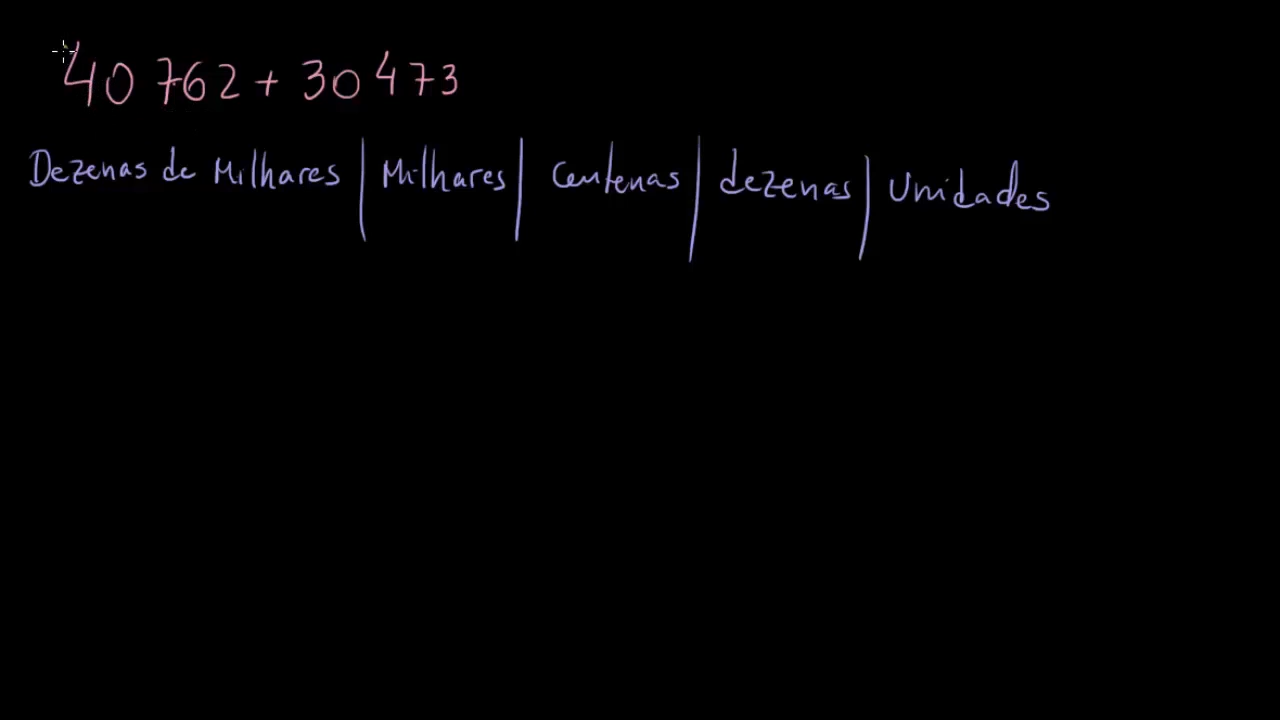 40 762 + 30 473
Dezenas de Milhares | Milhares | Centenas | dezenas | Unidades